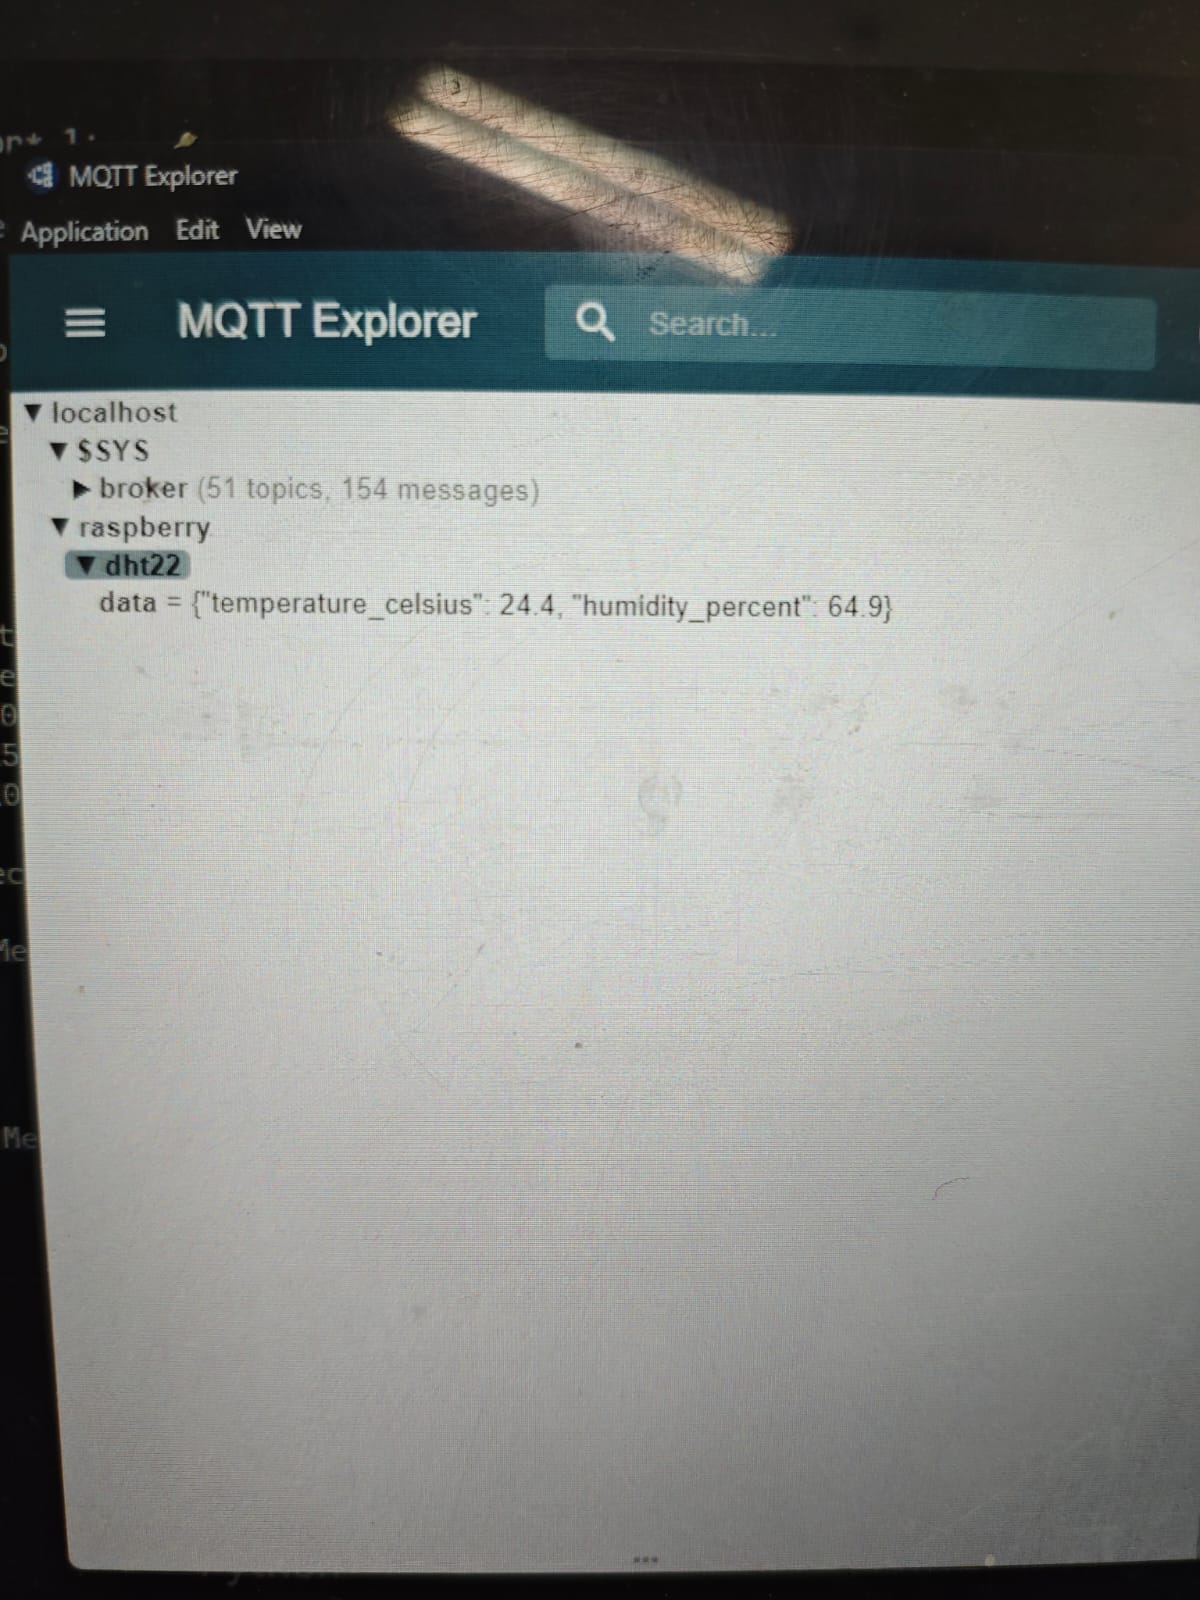 MQTT Explorer
Application Edit View
MQTT Explorer
Search...
localhost
$SYS
broker (51 topics, 154 messages)
raspberry
dht22
data = {"temperature_celsius": 24.4, "humidity_percent": 64.9}
Me